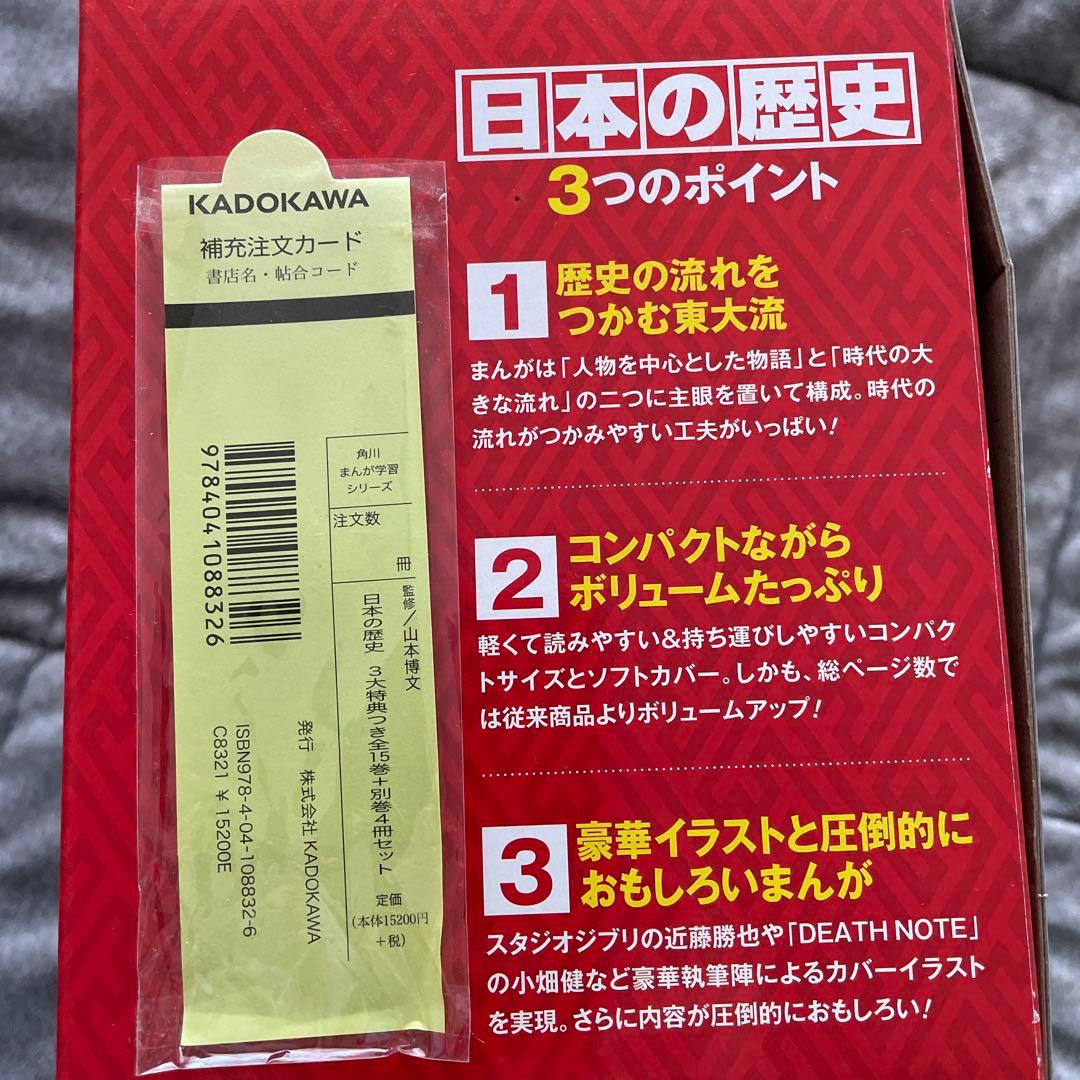 日本の歴史
3つのポイント
1
歴史の流れを
つかむ東大流
まんがは「人物を中心とした物語」と「時代の大
きな流れ」の二つに主眼を置いて構成。時代の
流れがつかみやすい工夫がいっぱい!
2
コンパクトながら
ボリュームたっぷり
軽くて読みやすい&持ち運びしやすいコンパク
トサイズとソフトカバー。しかも、総ページ数で
は従来商品よりボリュームアップ!
3
豪華イラストと圧倒的に
おもしろいまんが
スタジオジブリの近藤勝也や「DEATH NOTE」
の小畑健など豪華執筆陣によるカバーイラスト
を実現。さらに内容が圧倒的におもしろい!
KADOKAWA
補充注文カード
書店名・帖合コード
角川
まんが学習
シリーズ
注文数
冊
監修/山本博文
日本の歴史 3大特典つき全15巻+別巻4冊セット
定価
(本体15200円
+税)
発行 株式会社 KADOKAWA
9784041088326
ISBN978-4-04-108832-6
C8321 ¥15200E